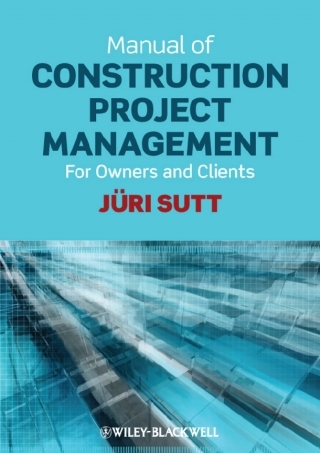 Manual of
CONSTRUCTION
PROJECT
MANAGEMENT
For Owners and Clients
JÜRI SUTT
WILEY-BLACKWELL